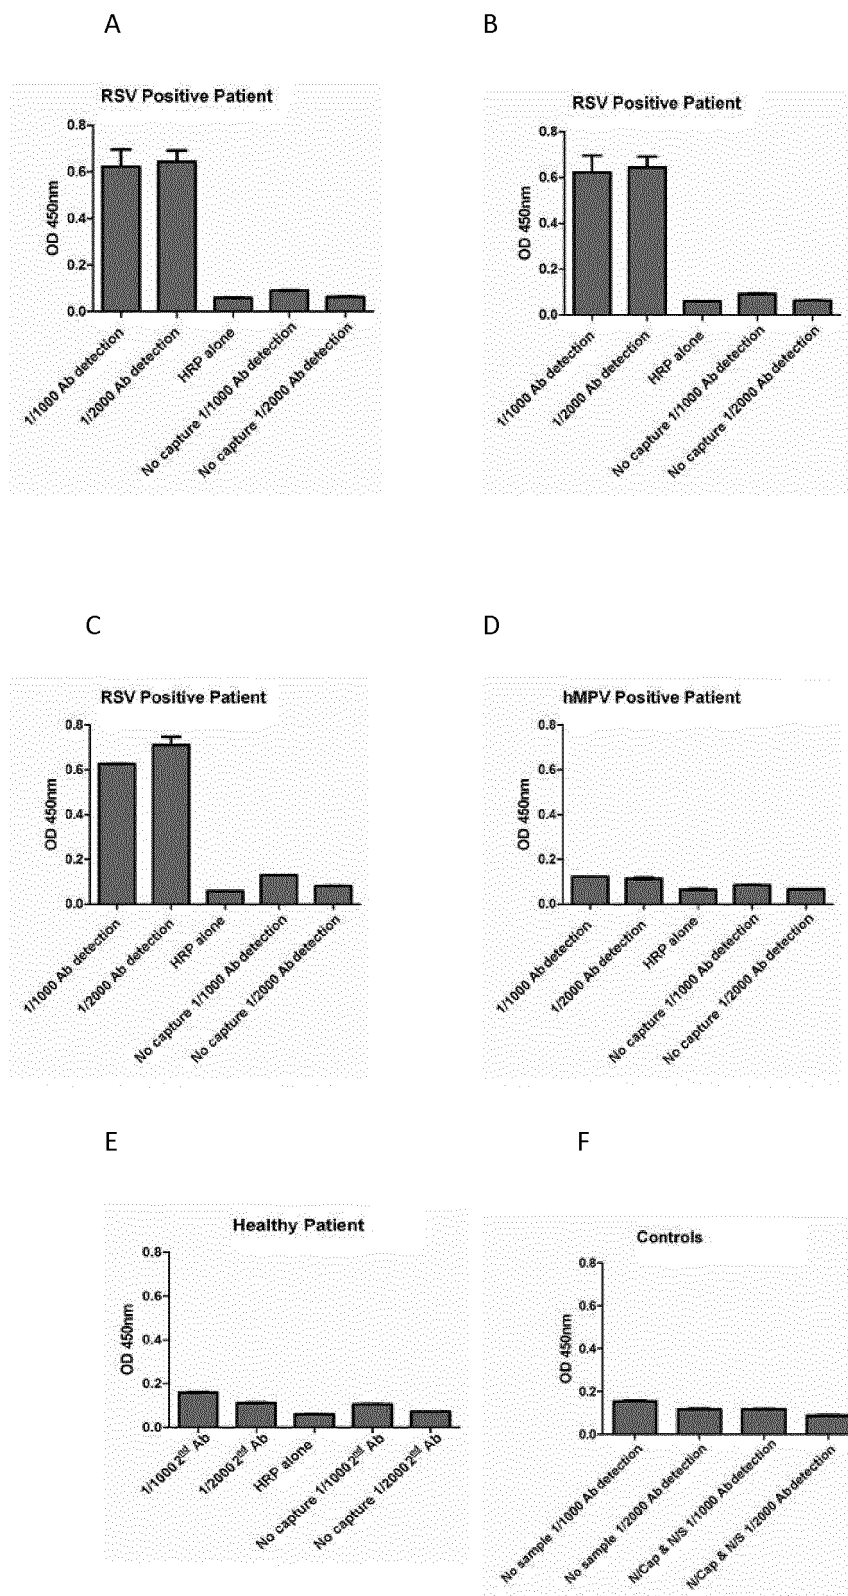 A
RSV Positive Patient
OD 450nm
0.8
0.6
0.4
0.2
0.0
1/1000 Ab detection
1/2000 Ab detection
HRP alone
No capture 1/1000 Ab detection
No capture 1/2000 Ab detection
B
RSV Positive Patient
OD 450nm
0.8
0.6
0.4
0.2
0.0
1/1000 Ab detection
1/2000 Ab detection
HRP alone
No capture 1/1000 Ab detection
No capture 1/2000 Ab detection
C
RSV Positive Patient
OD 450nm
0.8
0.6
0.4
0.2
0.0
1/1000 Ab detection
1/2000 Ab detection
HRP alone
No capture 1/1000 Ab detection
No capture 1/2000 Ab detection
D
hMPV Positive Patient
OD 450nm
0.8
0.6
0.4
0.2
0.0
1/1000 Ab detection
1/2000 Ab detection
HRP alone
No capture 1/1000 Ab detection
No capture 1/2000 Ab detection
E
Healthy Patient
OD 450nm
0.8
0.6
0.4
0.2
0.0
1/1000 2nd Ab
1/2000 2nd Ab
HRP alone
No capture 1/1000 2nd Ab
No capture 1/2000 2nd Ab
F
Controls
OD 450nm
0.8
0.6
0.4
0.2
0.0
No sample 1/1000 Ab detection
No sample 1/2000 Ab detection
N/Cap & N/S 1/1000 Ab detection
N/Cap & N/S 1/2000 Ab detection